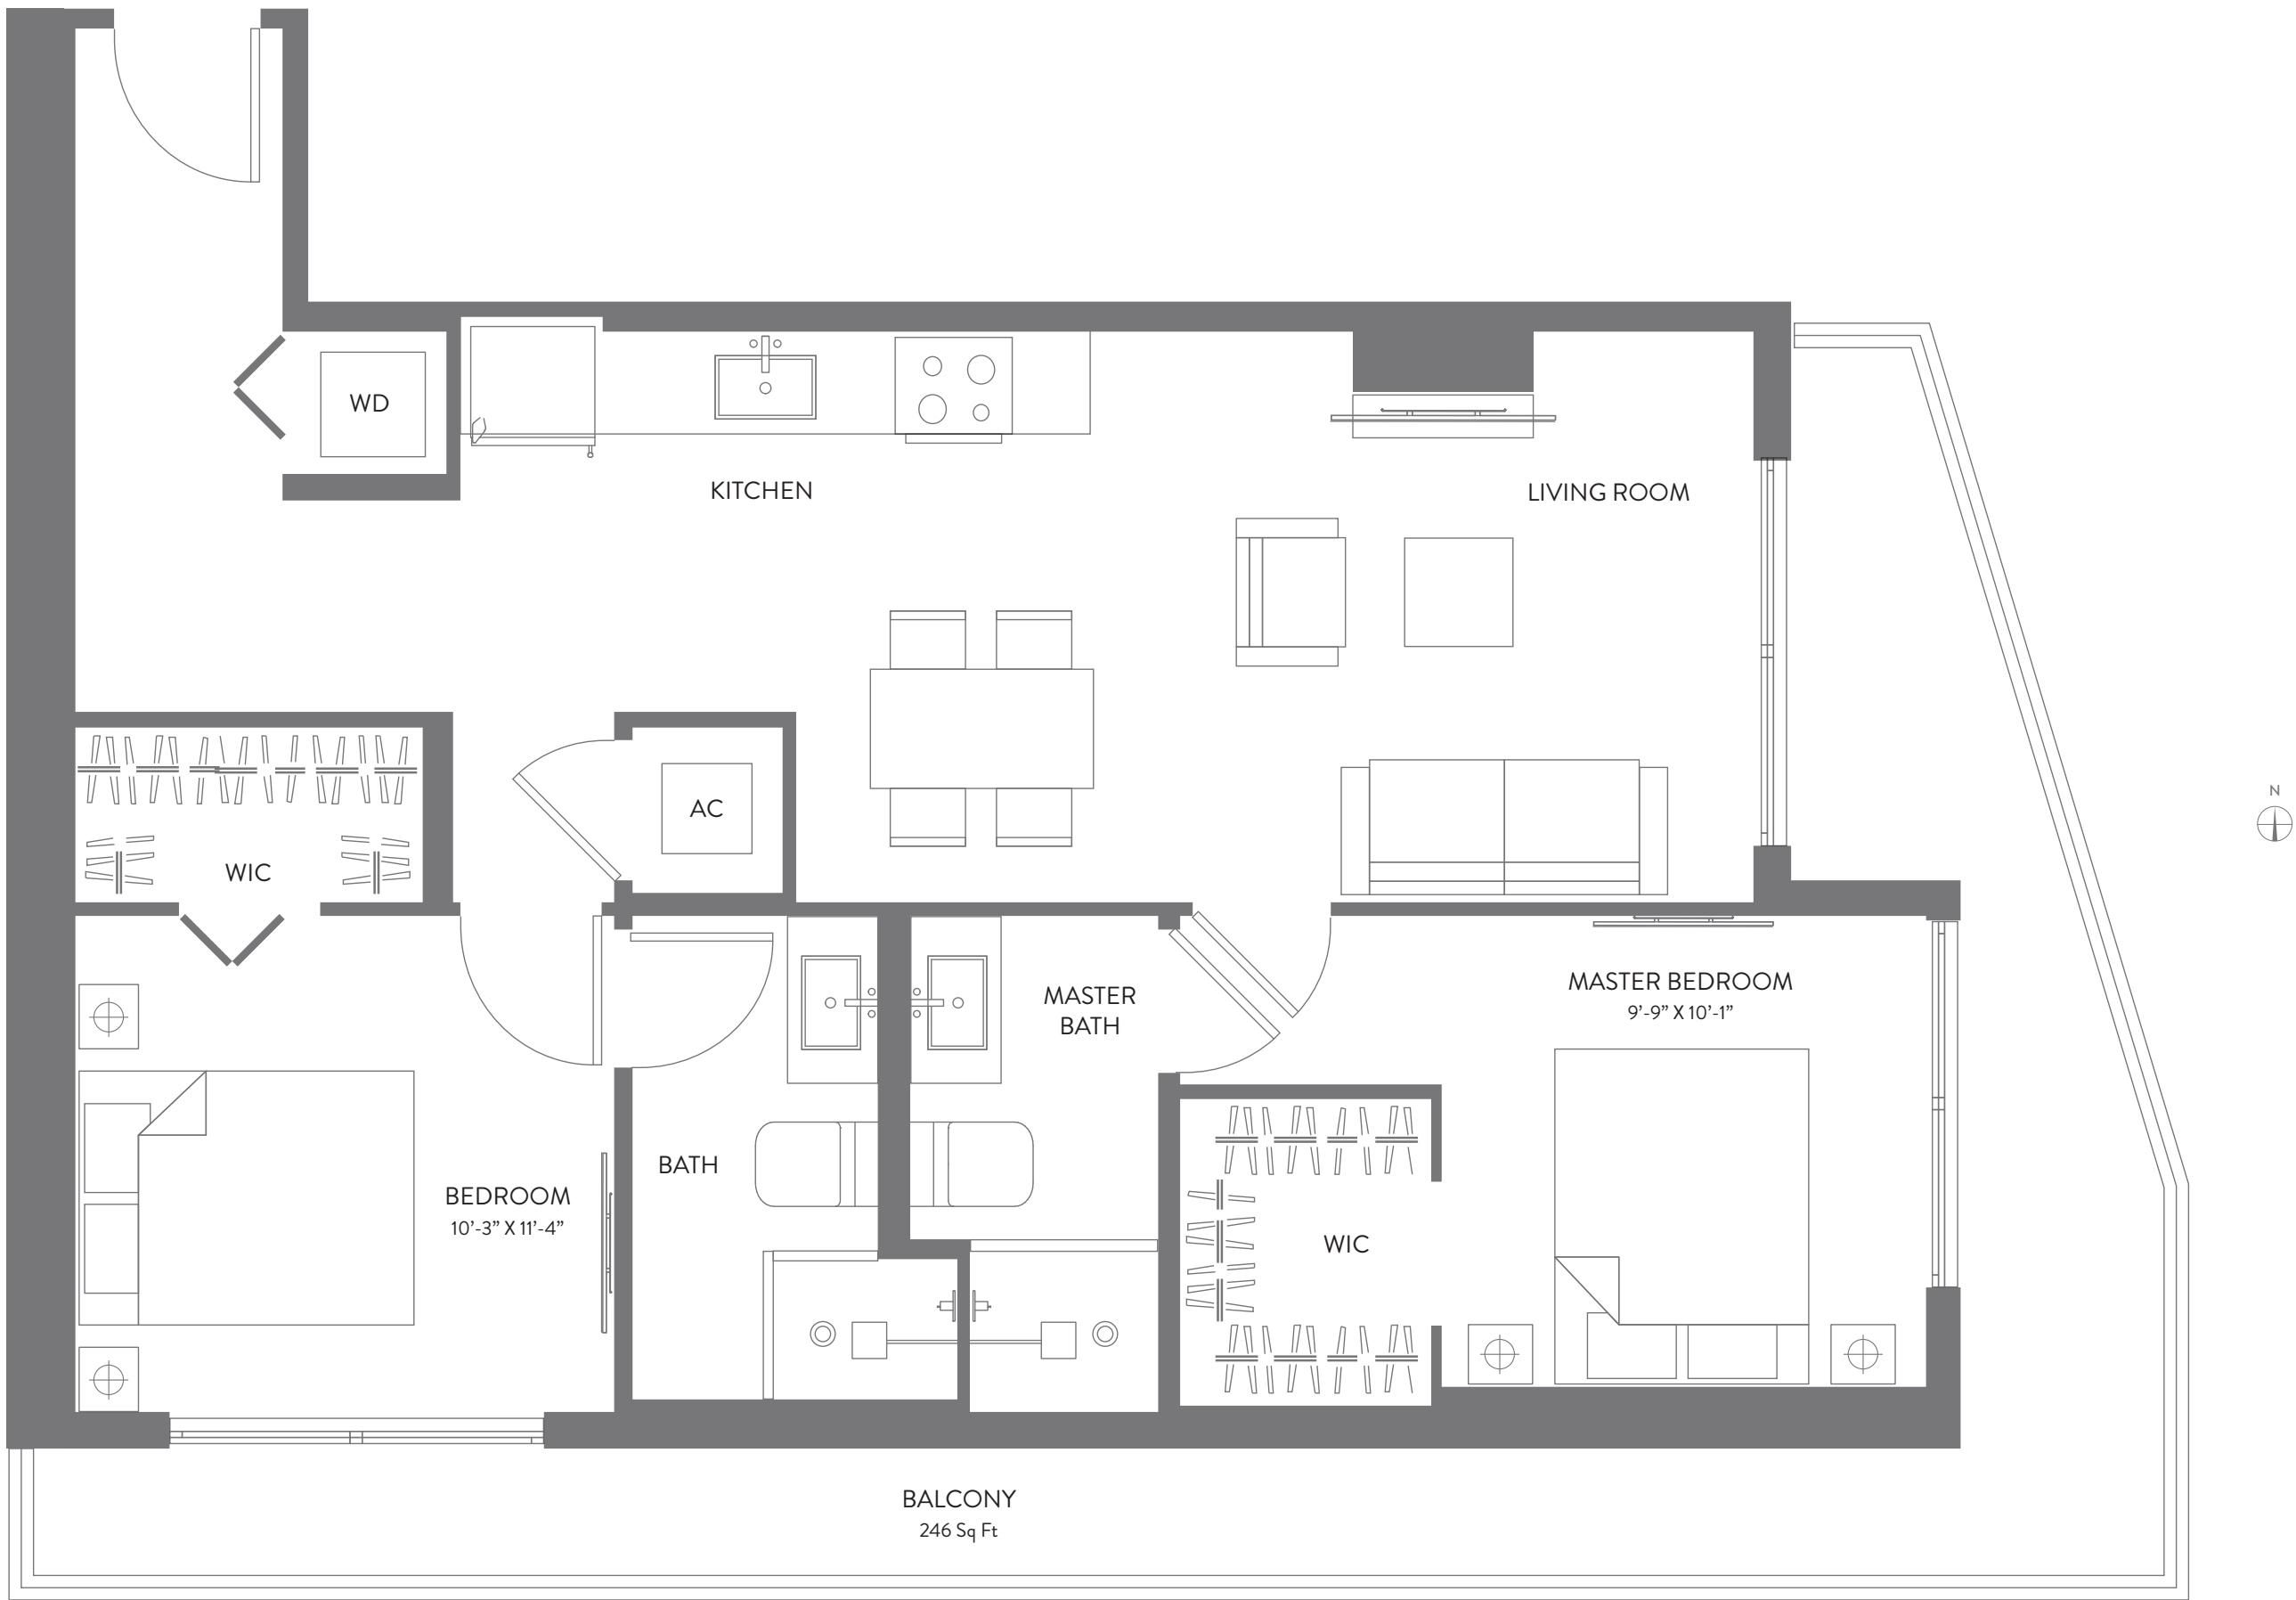 WD
KITCHEN
LIVING ROOM
N
AC
WIC
MASTER
BATH
MASTER BEDROOM
9’-9” X 10’-1”
BATH
BEDROOM
10’-3” X 11’-4”
WIC
BALCONY
246 Sq Ft